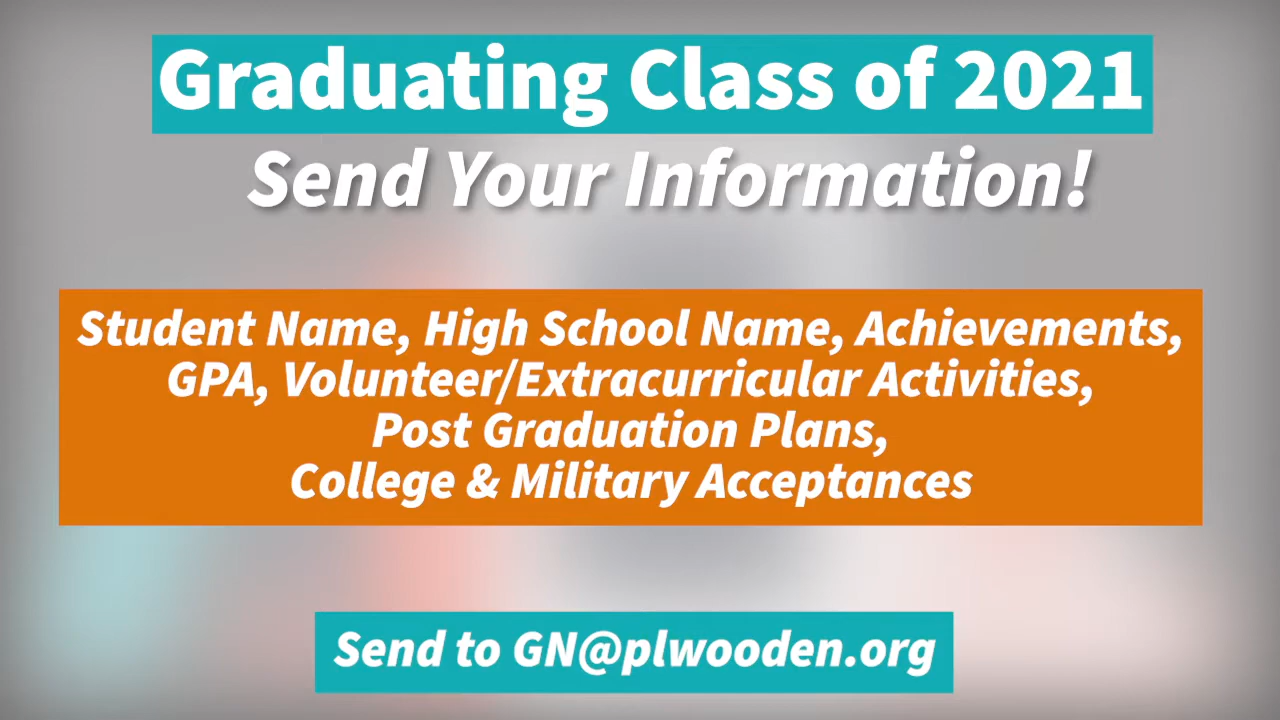 Graduating Class of 2021
Send Your Information!
Student Name, High School Name, Achievements,
GPA, Volunteer/Extracurricular Activities,
Post Graduation Plans,
College & Military Acceptances
Send to GN@plwooden.org